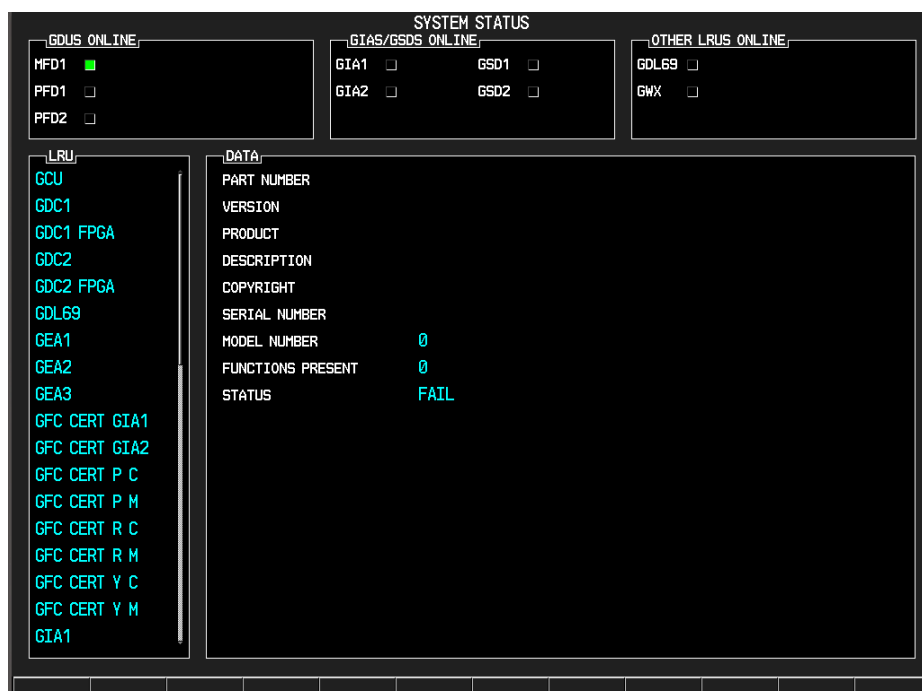 SYSTEM STATUS
GDUS ONLINE
MFD1
PFD1
PFD2
GIAS/GSDS ONLINE
GIA1 GSD1
GIA2 GSD2
OTHER LRUS ONLINE
GDL69
GWX
LRU
GCU
GDC1
GDC1 FPGA
GDC2
GDC2 FPGA
GDL69
GEA1
GEA2
GEA3
GFC CERT GIA1
GFC CERT GIA2
GFC CERT P C
GFC CERT P M
GFC CERT R C
GFC CERT R M
GFC CERT Y C
GFC CERT Y M
GIA1
DATA
PART NUMBER
VERSION
PRODUCT
DESCRIPTION
COPYRIGHT
SERIAL NUMBER
MODEL NUMBER 0
FUNCTIONS PRESENT 0
STATUS FAIL